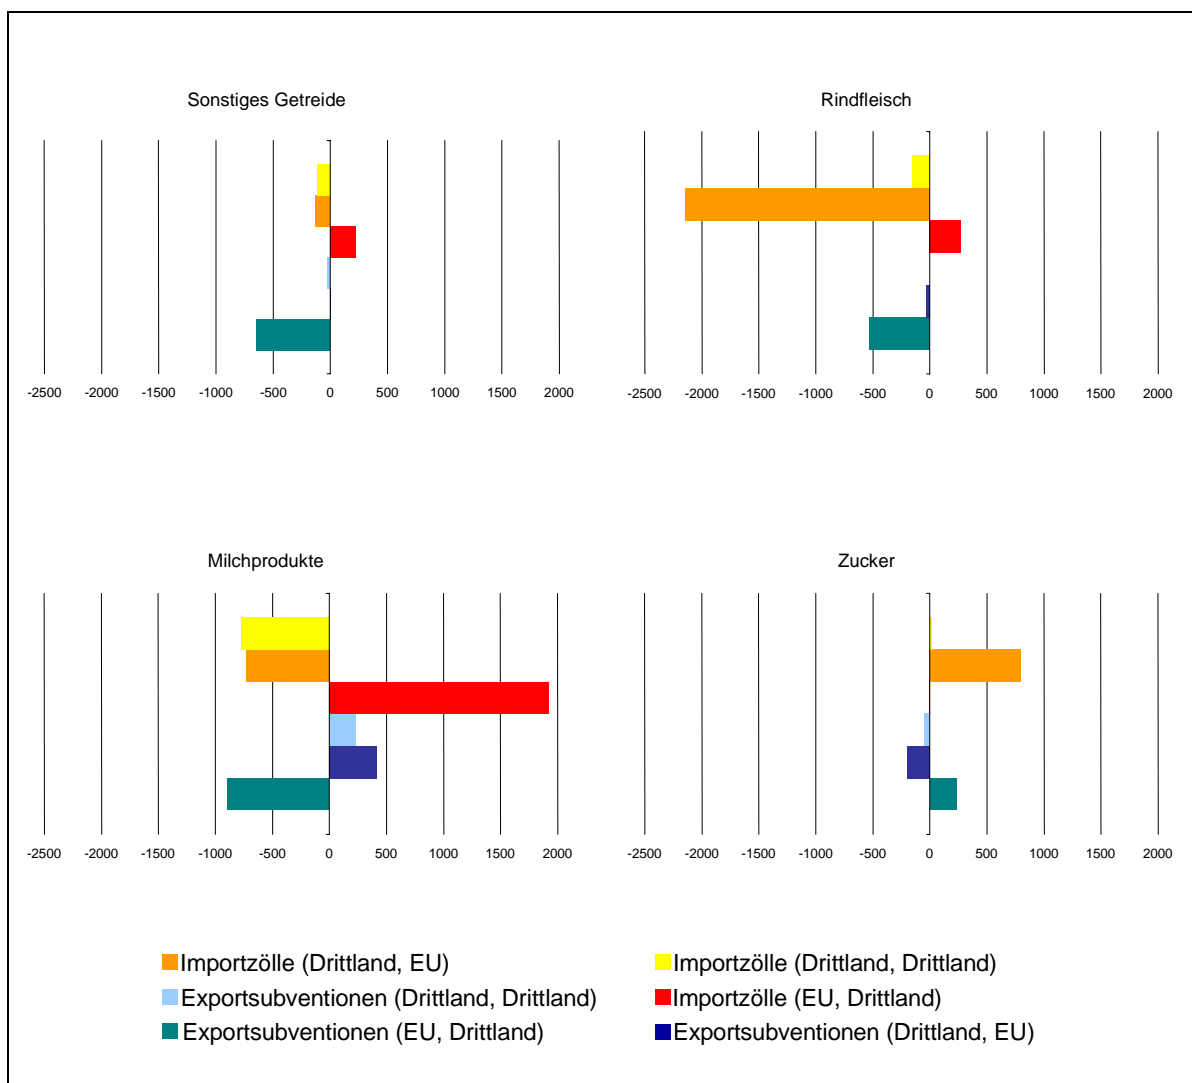 Sonstiges Getreide
Rindfleisch
-2500 -2000 -1500 -1000 -500 0 500 1000 1500 2000
-2500 -2000 -1500 -1000 -500 0 500 1000 1500 2000
Milchprodukte
Zucker
-2500 -2000 -1500 -1000 -500 0 500 1000 1500 2000
-2500 -2000 -1500 -1000 -500 0 500 1000 1500 2000
Importzölle (Drittland, EU)
Importzölle (Drittland, Drittland)
Exportsubventionen (Drittland, Drittland)
Importzölle (EU, Drittland)
Exportsubventionen (EU, Drittland)
Exportsubventionen (Drittland, EU)